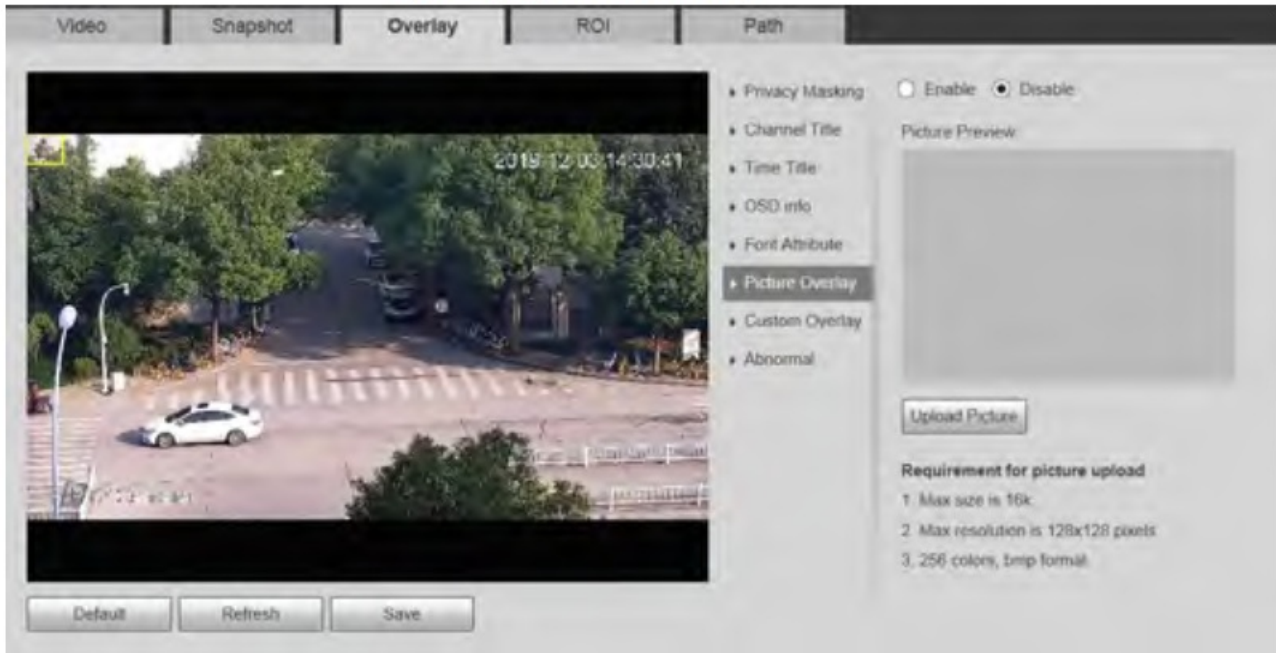 Video Snapshot Overlay ROI Path
2019-12-03 14:30:41
Privacy Masking
Channel Title
Time Title
OSD info
Font Attribute
Picture Overlay
Custom Overlay
Abnormal
Enable Disable
Picture Preview:
Upload Picture
Requirement for picture upload
1. Max size is 16k
2. Max resolution is 128x128 pixels
3. 256 colors, bmp format.
Default Refresh Save